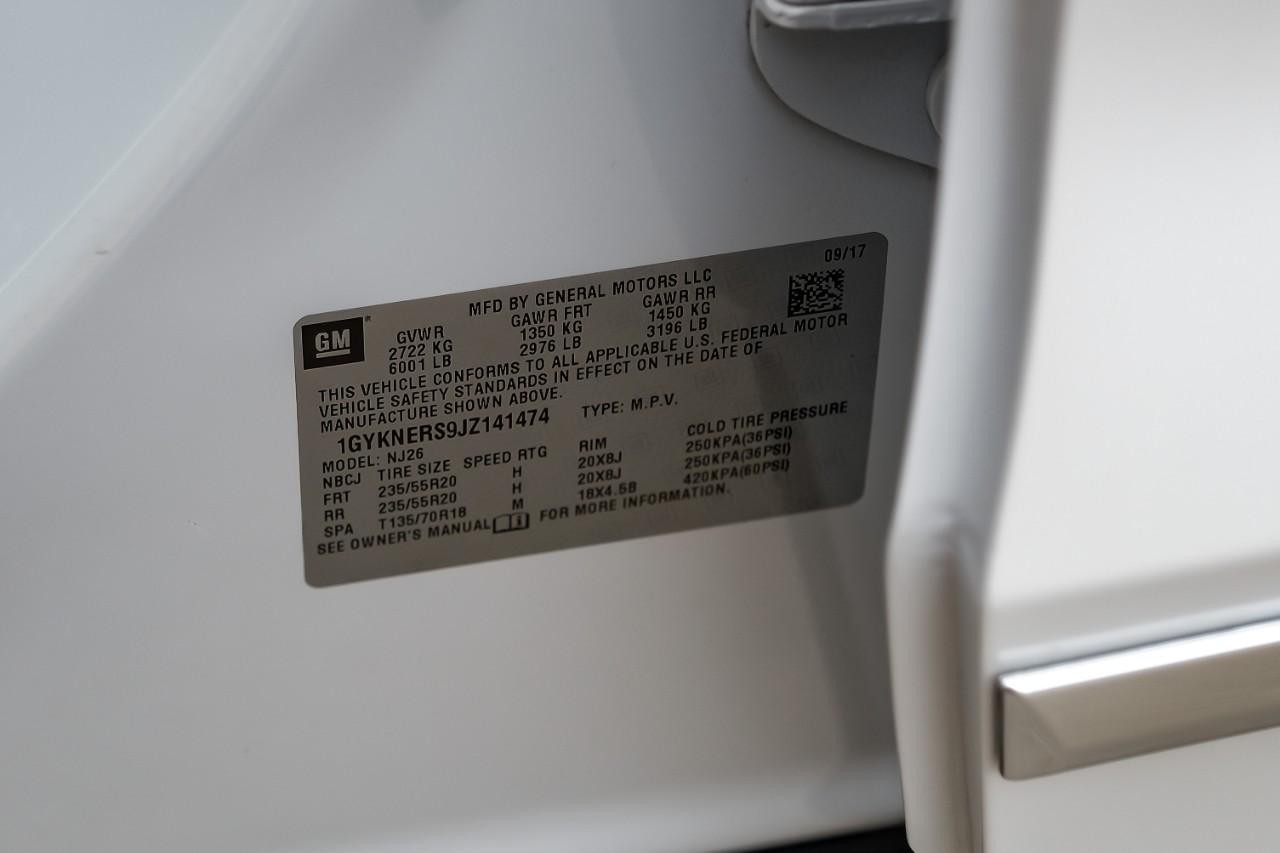 09/17
MFD BY GENERAL MOTORS LLC
GM®
GVWR GAWR FRT GAWR RR
2722 KG 1350 KG 1450 KG
6001 LB 2976 LB 3196 LB
THIS VEHICLE CONFORMS TO ALL APPLICABLE U.S. FEDERAL MOTOR
VEHICLE SAFETY STANDARDS IN EFFECT ON THE DATE OF
MANUFACTURE SHOWN ABOVE.
1GYKNERS9JZ141474 TYPE: M.P.V.
MODEL: NJ26
NBCJ TIRE SIZE SPEED RTG RIM COLD TIRE PRESSURE
FRT 235/55R20 H 20X8J 250KPA(36PSI)
RR 235/55R20 H 20X8J 250KPA(36PSI)
SPA T135/70R18 M 18X4.5B 420KPA(60PSI)
SEE OWNER'S MANUAL FOR MORE INFORMATION.